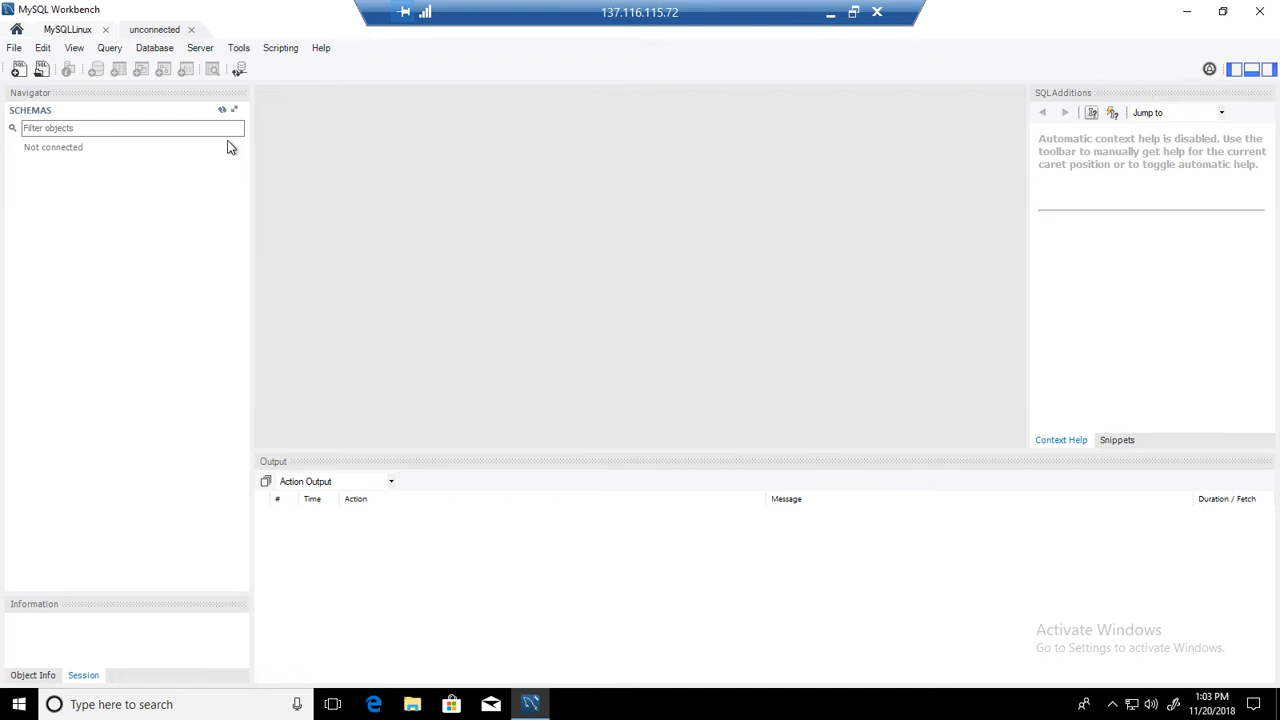 MySQL Workbench
137.116.115.72
MySQLLinux
unconnected
File Edit View Query Database Server Tools Scripting Help
Navigator
SCHEMAS
Filter objects
Not connected
SQLAdditions
Jump to
Automatic context help is disabled. Use the
toolbar to manually get help for the current
caret position or to toggle automatic help.
Context Help
Snippets
Output
Action Output
# Time Action Message Duration / Fetch
Information
Object Info
Session
Activate Windows
Go to Settings to activate Windows.
Type here to search
1:03 PM
11/20/2018